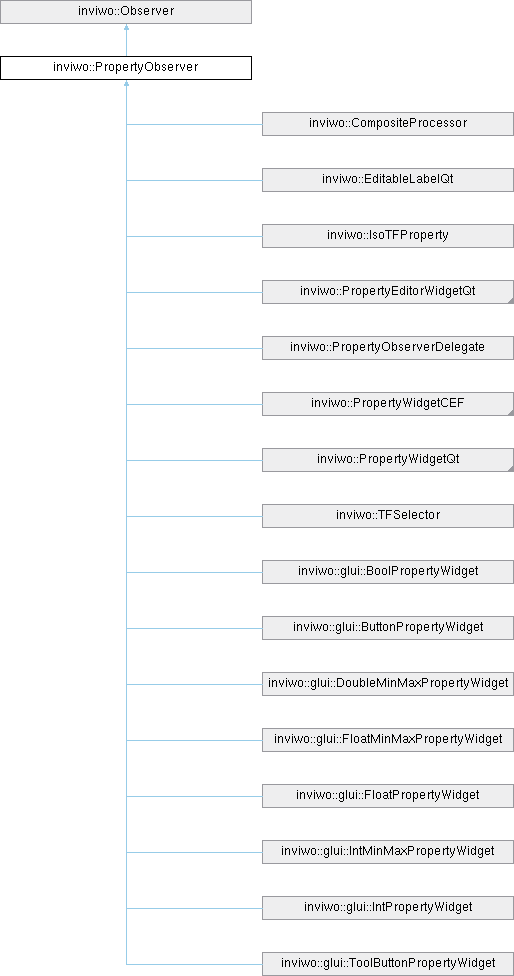 inviwo::Observer
inviwo::PropertyObserver
inviwo::CompositeProcessor
inviwo::EditableLabelQt
inviwo::IsoTFProperty
inviwo::PropertyEditorWidgetQt
inviwo::PropertyObserverDelegate
inviwo::PropertyWidgetCEF
inviwo::PropertyWidgetQt
inviwo::TFSelector
inviwo::glui::BoolPropertyWidget
inviwo::glui::ButtonPropertyWidget
inviwo::glui::DoubleMinMaxPropertyWidget
inviwo::glui::FloatMinMaxPropertyWidget
inviwo::glui::FloatPropertyWidget
inviwo::glui::IntMinMaxPropertyWidget
inviwo::glui::IntPropertyWidget
inviwo::glui::ToolButtonPropertyWidget